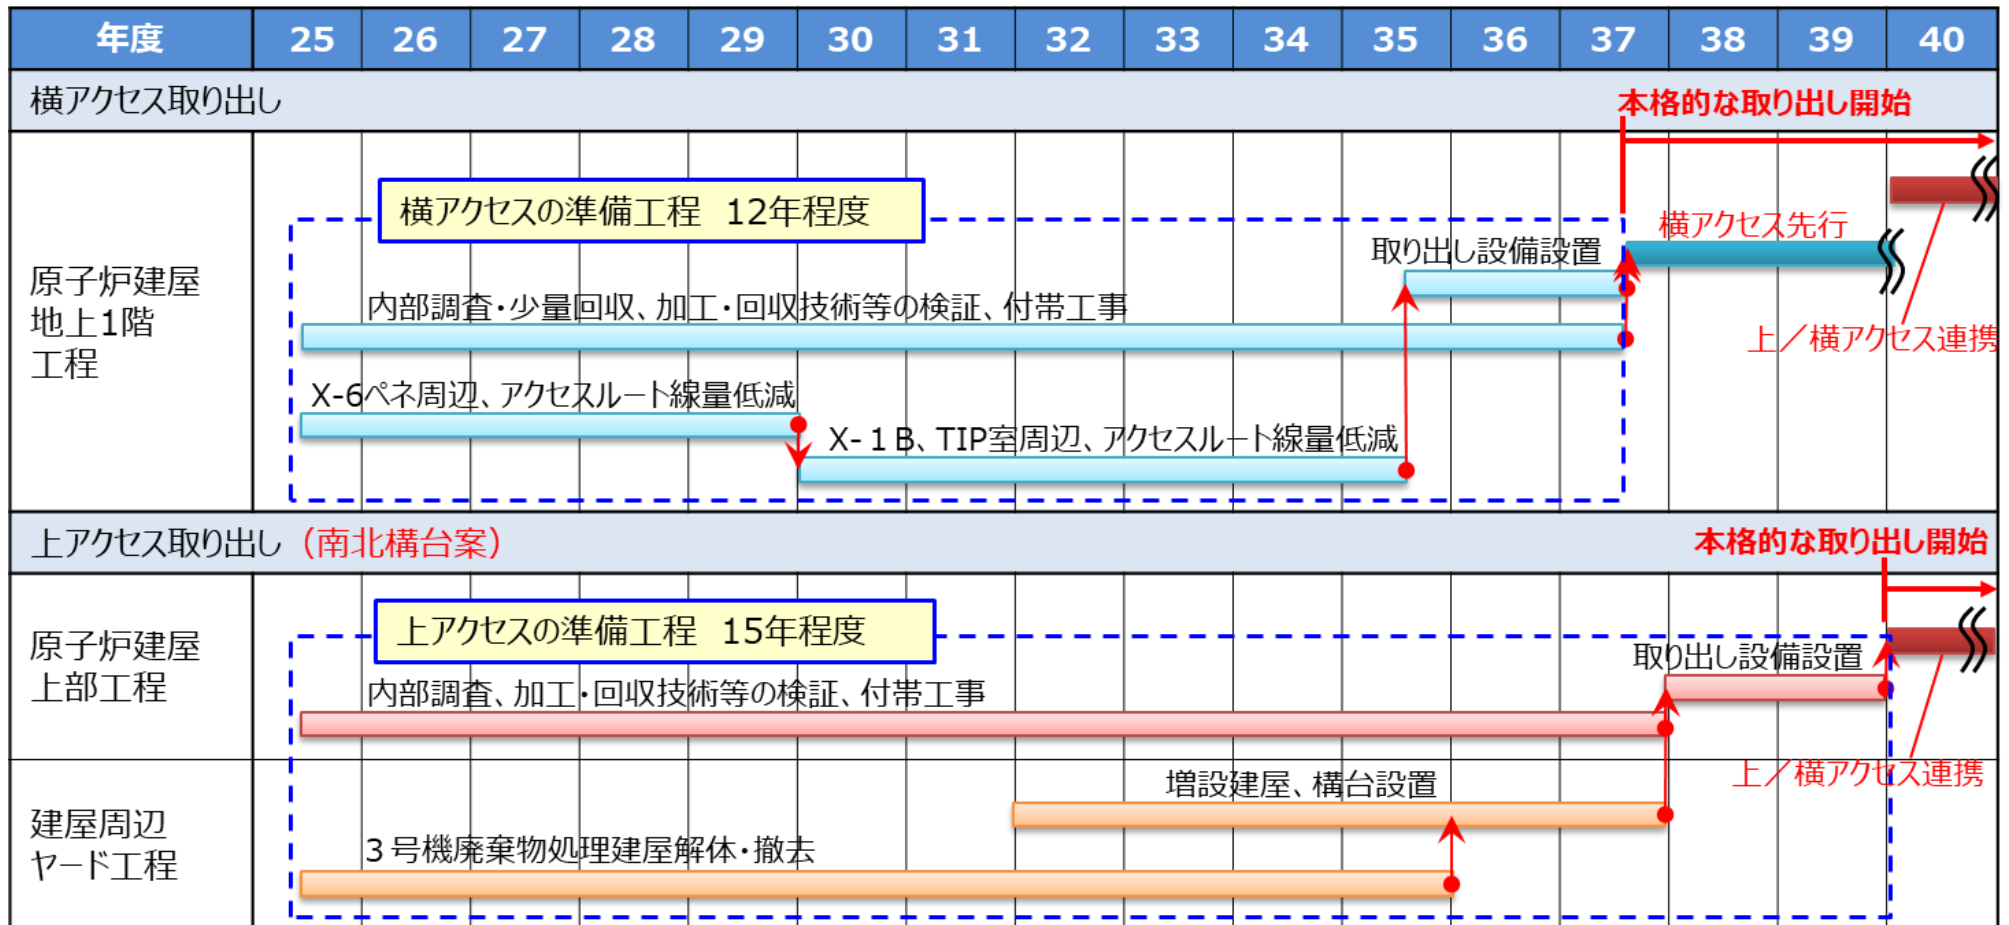 年度 25 26 27 28 29 30 31 32 33 34 35 36 37 38 39 40
横アクセス取り出し
本格的な取り出し開始
横アクセスの準備工程 12年程度
横アクセス先行
取り出し設備設置
原子炉建屋
地上1階
工程
内部調査・少量回収、加工・回収技術等の検証、付帯工事
上／横アクセス連携
X-6ペネ周辺、アクセスルート線量低減
X-１B、TIP室周辺、アクセスルート線量低減
上アクセス取り出し（南北構台案）
本格的な取り出し開始
上アクセスの準備工程 15年程度
原子炉建屋
上部工程
取り出し設備設置
内部調査、加工・回収技術等の検証、付帯工事
上／横アクセス連携
増設建屋、構台設置
建屋周辺
ヤード工程
３号機廃棄物処理建屋解体・撤去